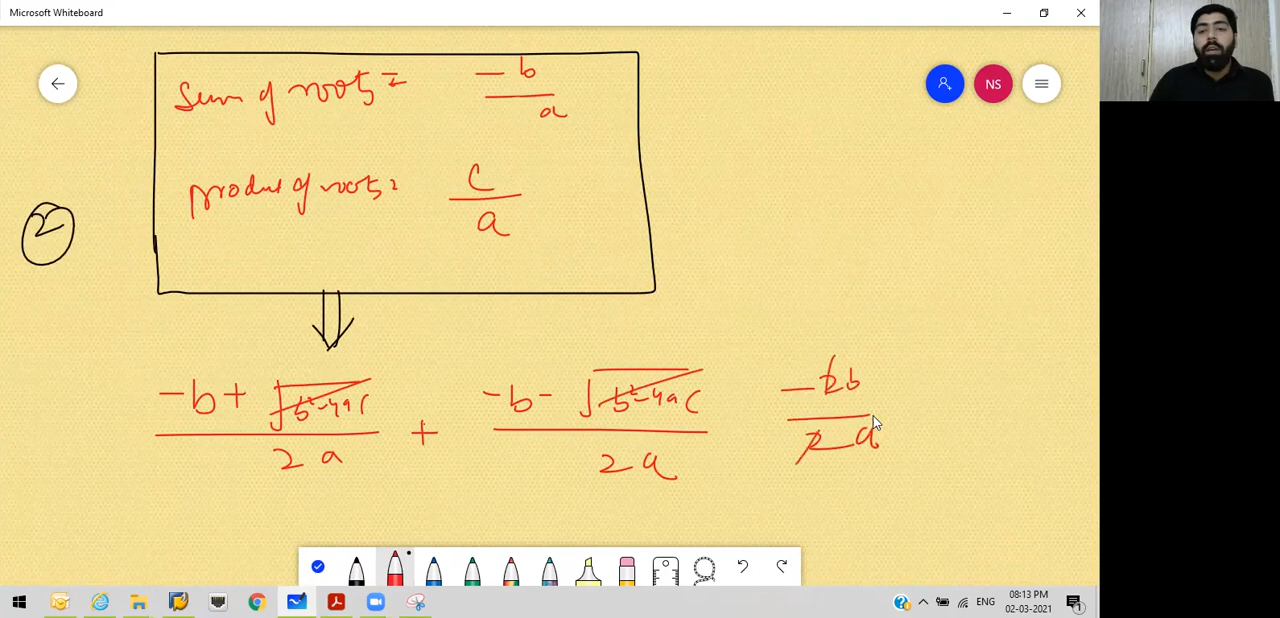 Microsoft Whiteboard
Sum of roots = -b/a
NS
product of roots = c/a
2
-b + √b²-4ac / 2a + -b - √b²-4ac / 2a -2b / 2a
ENG
08:13 PM
02-03-2021